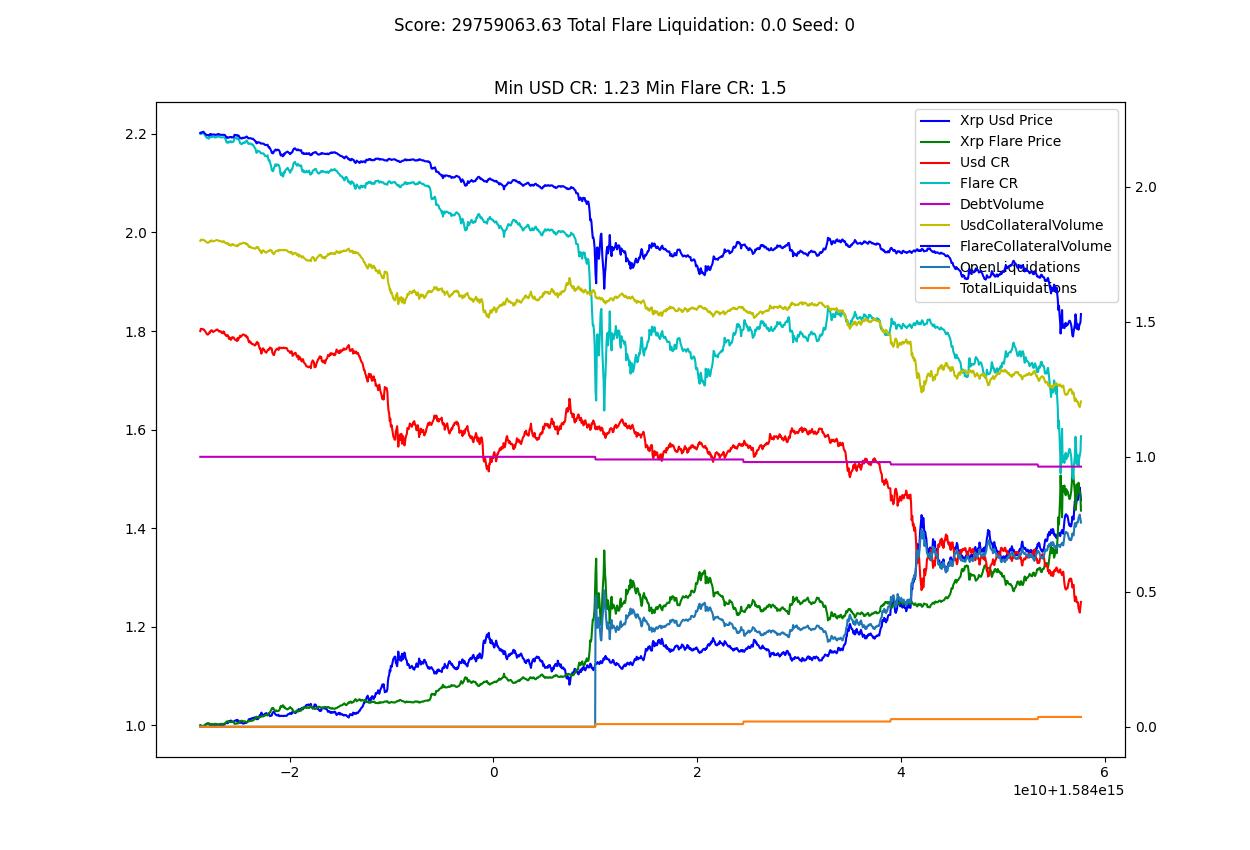 Score: 29759063.63 Total Flare Liquidation: 0.0 Seed: 0
Min USD CR: 1.23 Min Flare CR: 1.5
Xrp Usd Price
Xrp Flare Price
Usd CR
Flare CR
DebtVolume
UsdCollateralVolume
FlareCollateralVolume
OpenLiquidations
TotalLiquidations
2.2
2.0
1.8
1.6
1.4
1.2
1.0
2.0
1.5
1.0
0.5
0.0
−2 0 2 4 6
1e10+1.584e15